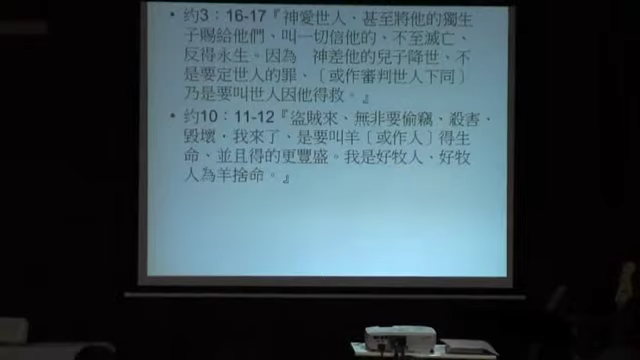 • 约3：16-17『神愛世人、甚至將他的獨生
子賜給他們、叫一切信他的、不至滅亡、
反得永生。因為　神差他的兒子降世、不
是要定世人的罪、〔或作審判世人下同〕
乃是要叫世人因他得救。』
• 约10：11-12『盜賊來、無非要偷竊、殺害、
毀壞．我來了、是要叫羊〔或作人〕得生
命、並且得的更豐盛。我是好牧人、好牧
人為羊捨命。』